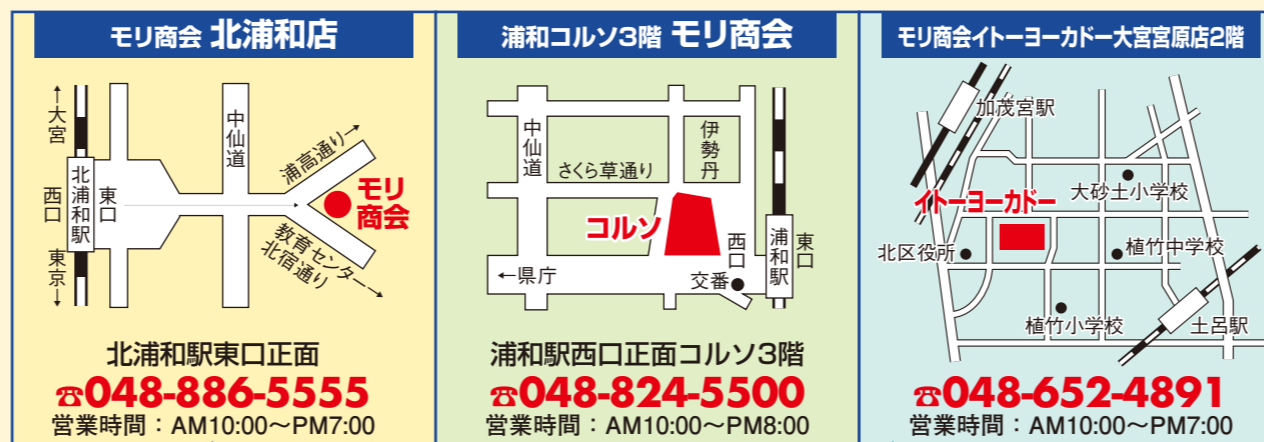 モリ商会 北浦和店
↑大宮
北浦和駅
西口
東口
東京↓
中仙道
浦高通り→
モリ
商会
教育センター
北宿通り→
北浦和駅東口正面
☎048-886-5555
営業時間：AM10:00〜PM7:00
浦和コルソ3階 モリ商会
中仙道
さくら草通り
伊勢丹
コルソ
西口
浦和駅
東口
←県庁
交番
浦和駅西口正面コルソ3階
☎048-824-5500
営業時間：AM10:00〜PM8:00
モリ商会イトーヨーカドー大宮宮原店2階
加茂宮駅
大砂土小学校
イトーヨーカドー
北区役所
植竹中学校
植竹小学校
土呂駅
☎048-652-4891
営業時間：AM10:00〜PM7:00